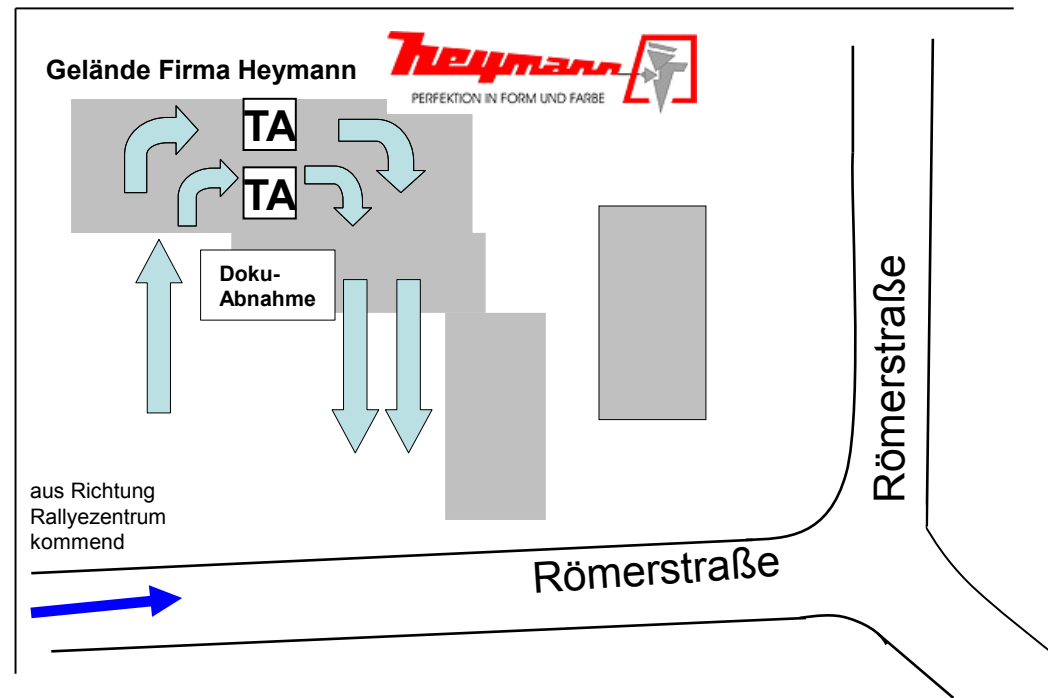 Gelände Firma Heymann
heymann
PERFEKTION IN FORM UND FARBE
TA
TA
Doku-
Abnahme
Römerstraße
aus Richtung
Rallyezentrum
kommend
Römerstraße